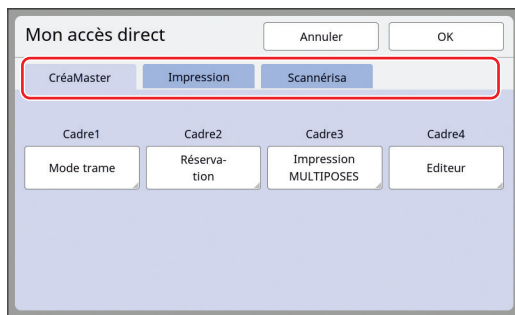 Mon accès direct
Annuler
OK
CréaMaster
Impression
Scannérisa
Cadre1
Cadre2
Cadre3
Cadre4
Mode trame
Réserva-
tion
Impression
MULTIPOSES
Editeur